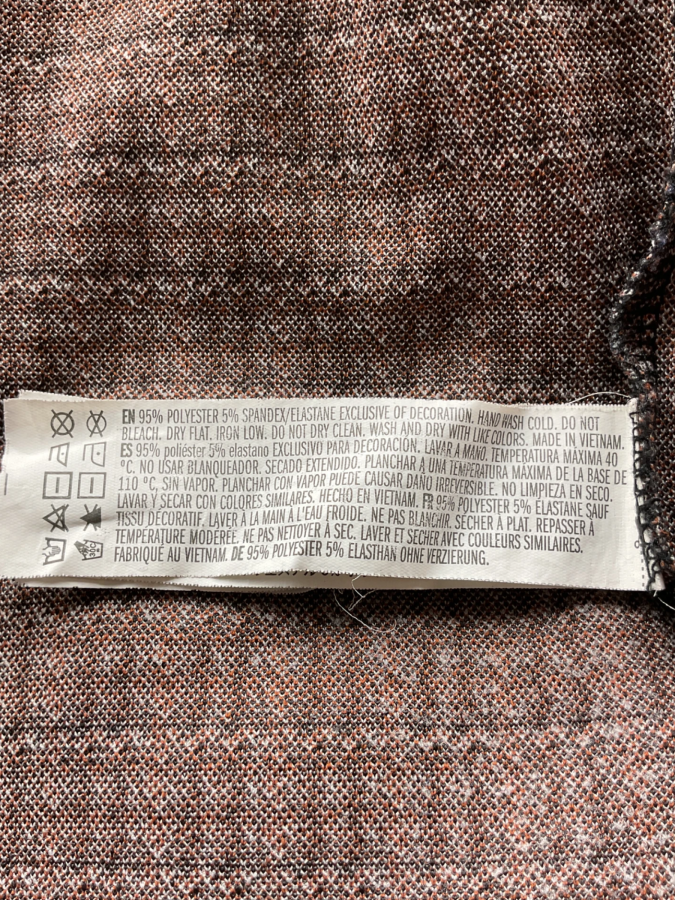 EN 95% POLYESTER 5% SPANDEX/ELASTANE EXCLUSIVE OF DECORATION. HAND WASH COLD. DO NOT
BLEACH. DRY FLAT. IRON LOW. DO NOT DRY CLEAN. WASH AND DRY WITH LIKE COLORS. MADE IN VIETNAM.
ES 95% poliéster 5% elastano EXCLUSIVO PARA DECORACIÓN. LAVAR A MANO. TEMPERATURA MÁXIMA 40
°C. NO USAR BLANQUEADOR. SECADO EXTENDIDO. PLANCHAR A UNA TEMPERATURA MÁXIMA DE LA BASE DE
110 °C, SIN VAPOR. PLANCHAR CON VAPOR PUEDE CAUSAR DAÑO IRREVERSIBLE. NO LIMPIEZA EN SECO.
LAVAR Y SECAR CON COLORES SIMILARES. HECHO EN VIETNAM. FR 95% POLYESTER 5% ELASTANE SAUF
TISSU DÉCORATIF. LAVER À LA MAIN À L'EAU FROIDE. NE PAS BLANCHIR. SÉCHER À PLAT. REPASSER À
TEMPÉRATURE MODÉRÉE. NE PAS NETTOYER À SEC. LAVER ET SÉCHER AVEC COULEURS SIMILAIRES.
FABRIQUÉ AU VIETNAM. DE 95% POLYESTER 5% ELASTHAN OHNE VERZIERUNG.